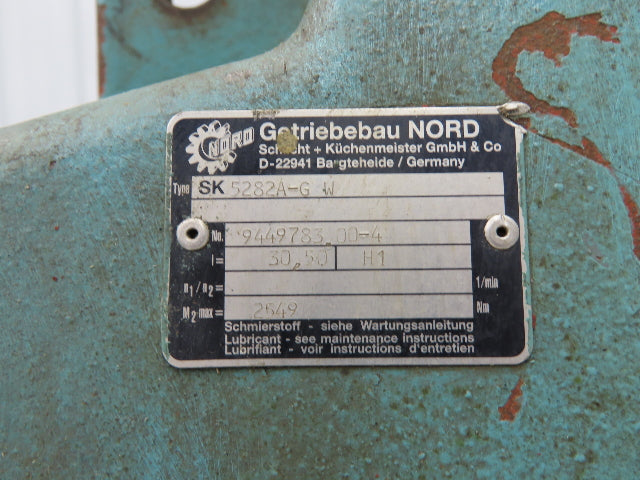 NORD
Getriebebau NORD
Schlicht + Küchenmeister GmbH & Co
D-22941 Bargteheide / Germany
Type SK 5282A-G W
No. 9449783.00-4
i= 30,50 H1
n1/n2= 1/min
M2 max= 2549 Nm
Schmierstoff - siehe Wartungsanleitung
Lubricant - see maintenance instructions
Lubrifiant - voir instructions d'entretien